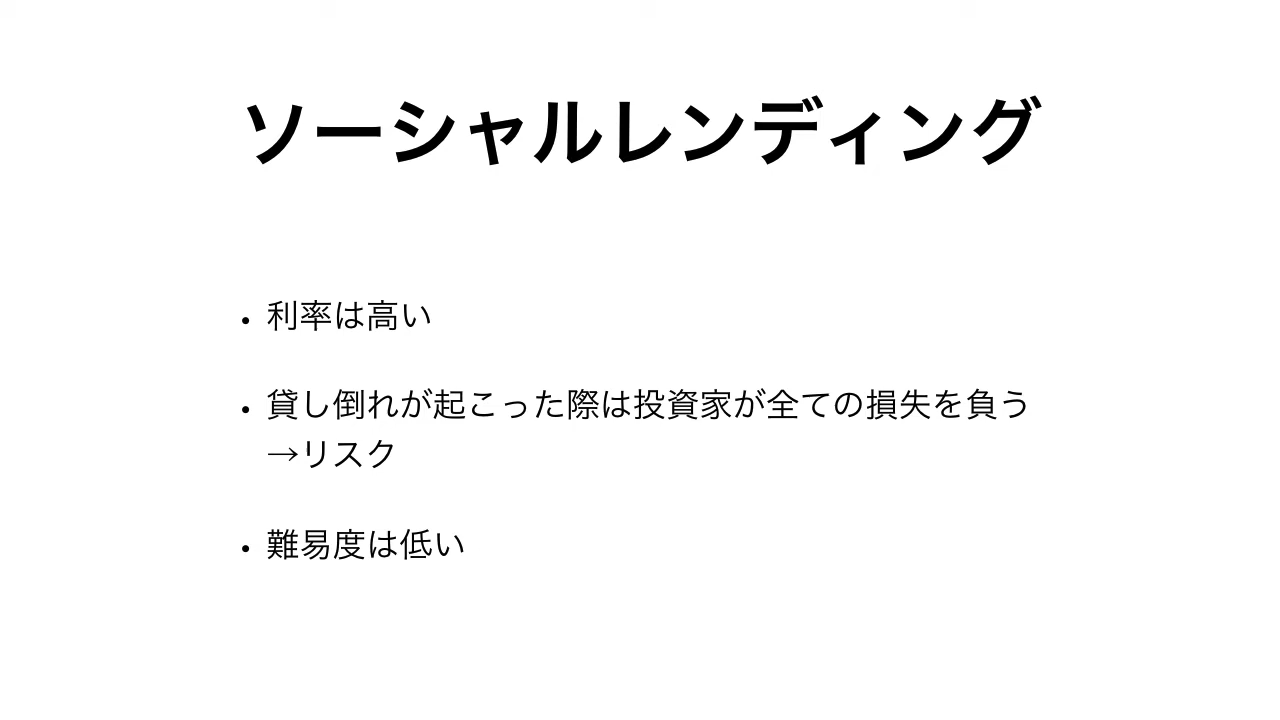 ソーシャルレンディング
• 利率は高い
• 貸し倒れが起こった際は投資家が全ての損失を負う
→リスク
• 難易度は低い